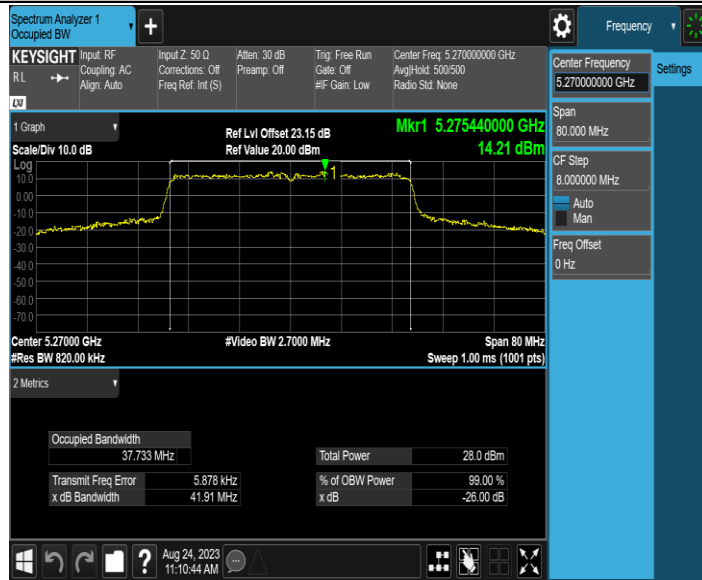 Spectrum Analyzer 1
Occupied BW
Frequency
KEYSIGHT
RL
LXI
Input: RF
Coupling: AC
Align: Auto
Input Z: 50 Ω
Corrections: Off
Freq Ref: Int (S)
Atten: 30 dB
Preamp: Off
Trig: Free Run
Gate: Off
#IF Gain: Low
Center Freq: 5.270000000 GHz
Avg|Hold: 500/500
Radio Std: None
Center Frequency
5.270000000 GHz
Settings
Span
80.000 MHz
CF Step
8.000000 MHz
Auto
Man
Freq Offset
0 Hz
1 Graph
Scale/Div 10.0 dB
Ref Lvl Offset 23.15 dB
Ref Value 20.00 dBm
Mkr1 5.275440000 GHz
14.21 dBm
Log
10.0
0.00
-10.0
-20.0
-30.0
-40.0
-50.0
-60.0
-70.0
1
Center 5.27000 GHz
#Res BW 820.00 kHz
#Video BW 2.7000 MHz
Span 80 MHz
Sweep 1.00 ms (1001 pts)
2 Metrics
Occupied Bandwidth
37.733 MHz
Total Power 28.0 dBm
Transmit Freq Error 5.878 kHz
% of OBW Power 99.00 %
x dB Bandwidth 41.91 MHz
x dB -26.00 dB
?
Aug 24, 2023
11:10:44 AM